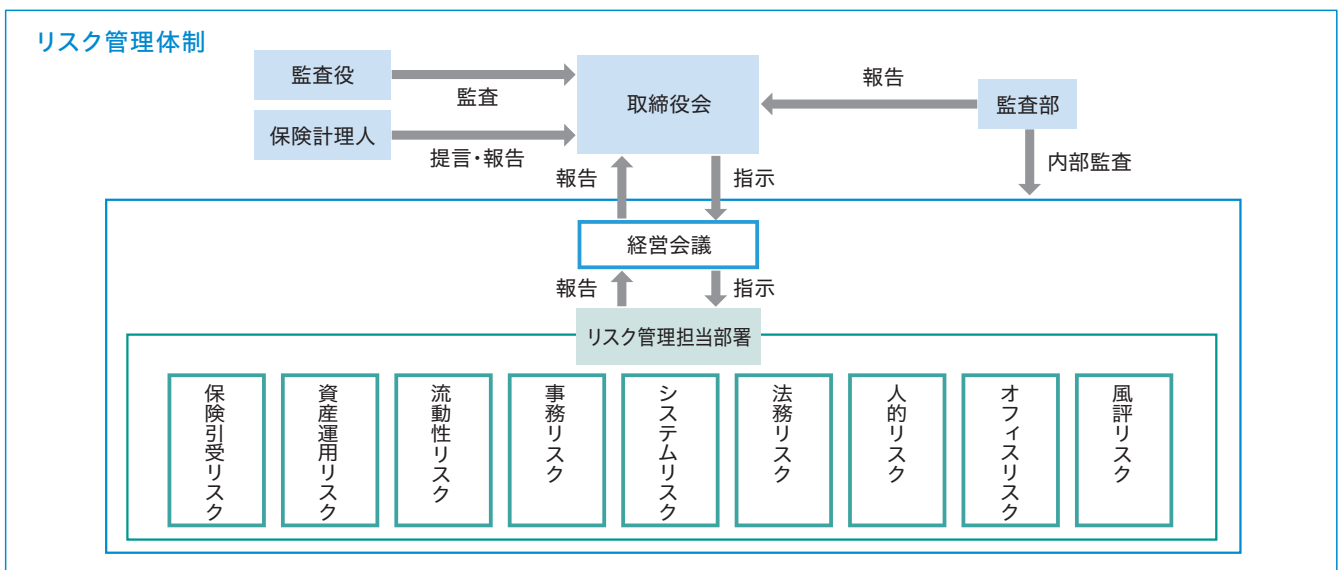 リスク管理体制
監査役
監査
保険計理人
提言・報告
取締役会
報告
監査部
内部監査
報告
指示
経営会議
報告
指示
リスク管理担当部署
保険引受リスク
資産運用リスク
流動性リスク
事務リスク
システムリスク
法務リスク
人的リスク
オフィスリスク
風評リスク